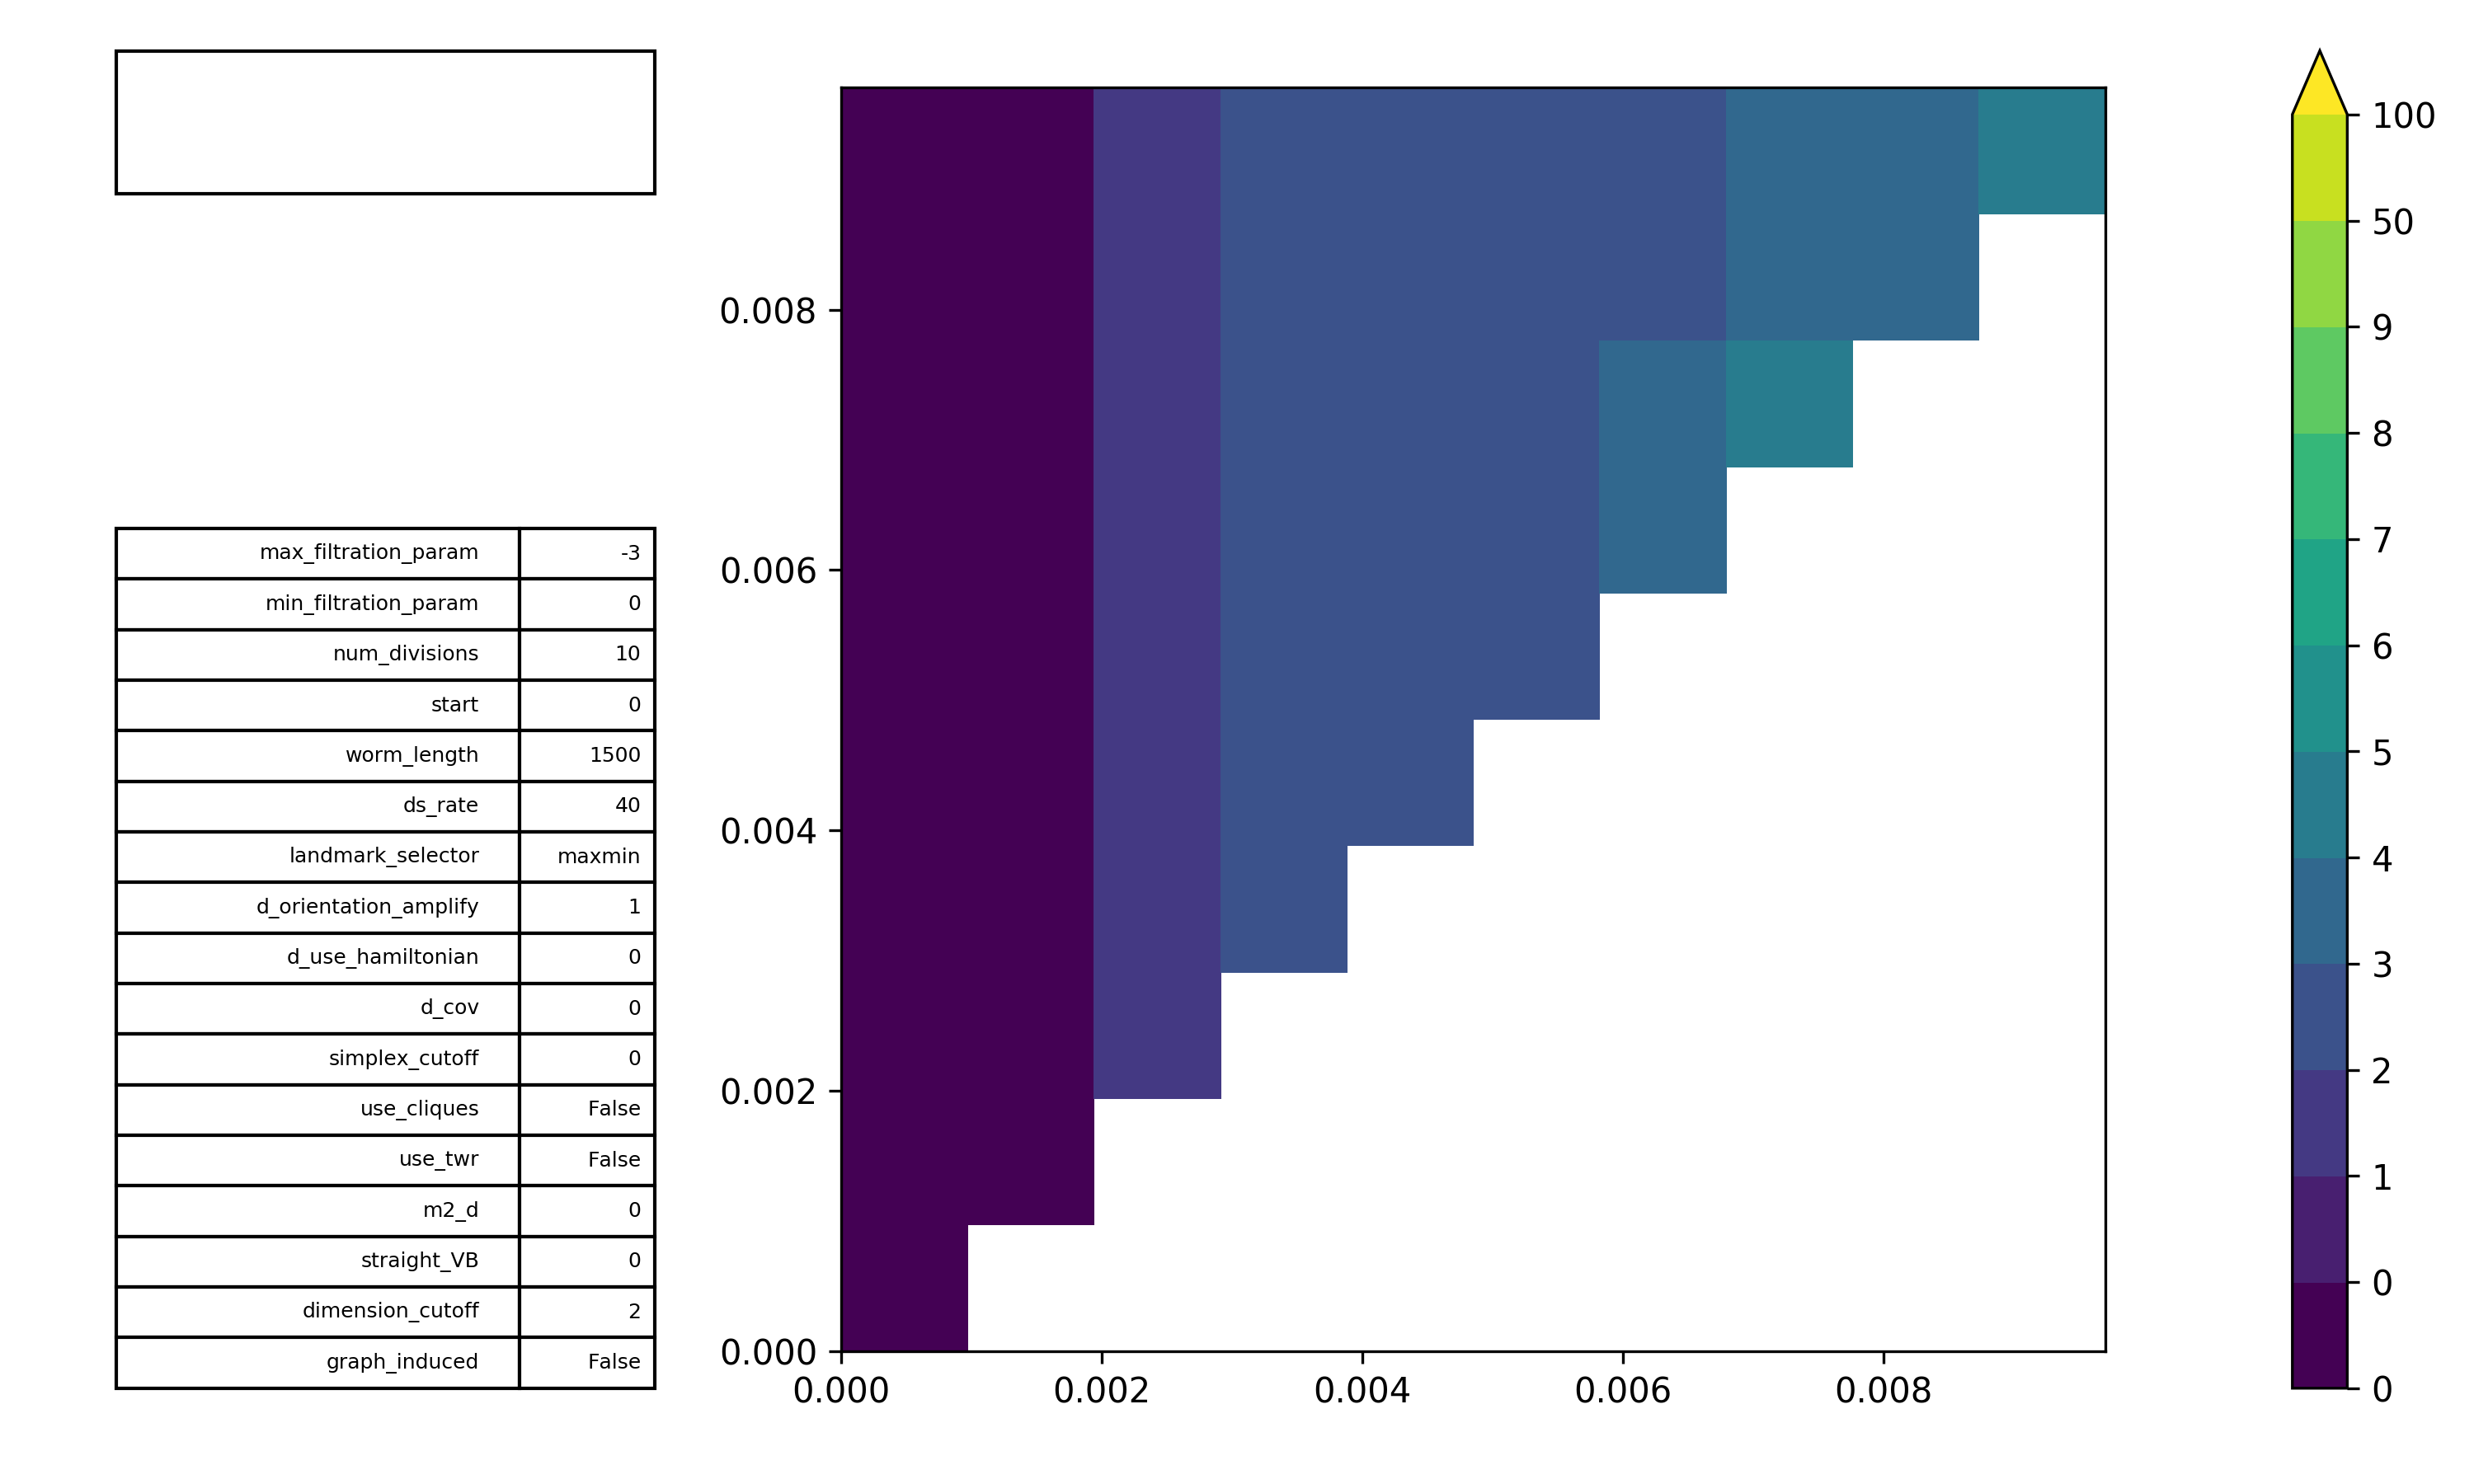 max_filtration_param -3
min_filtration_param 0
num_divisions 10
start 0
worm_length 1500
ds_rate 40
landmark_selector maxmin
d_orientation_amplify 1
d_use_hamiltonian 0
d_cov 0
simplex_cutoff 0
use_cliques False
use_twr False
m2_d 0
straight_VB 0
dimension_cutoff 2
graph_induced False
0.008
0.006
0.004
0.002
0.000
0.000 0.002 0.004 0.006 0.008
100
50
9
8
7
6
5
4
3
2
1
0
0